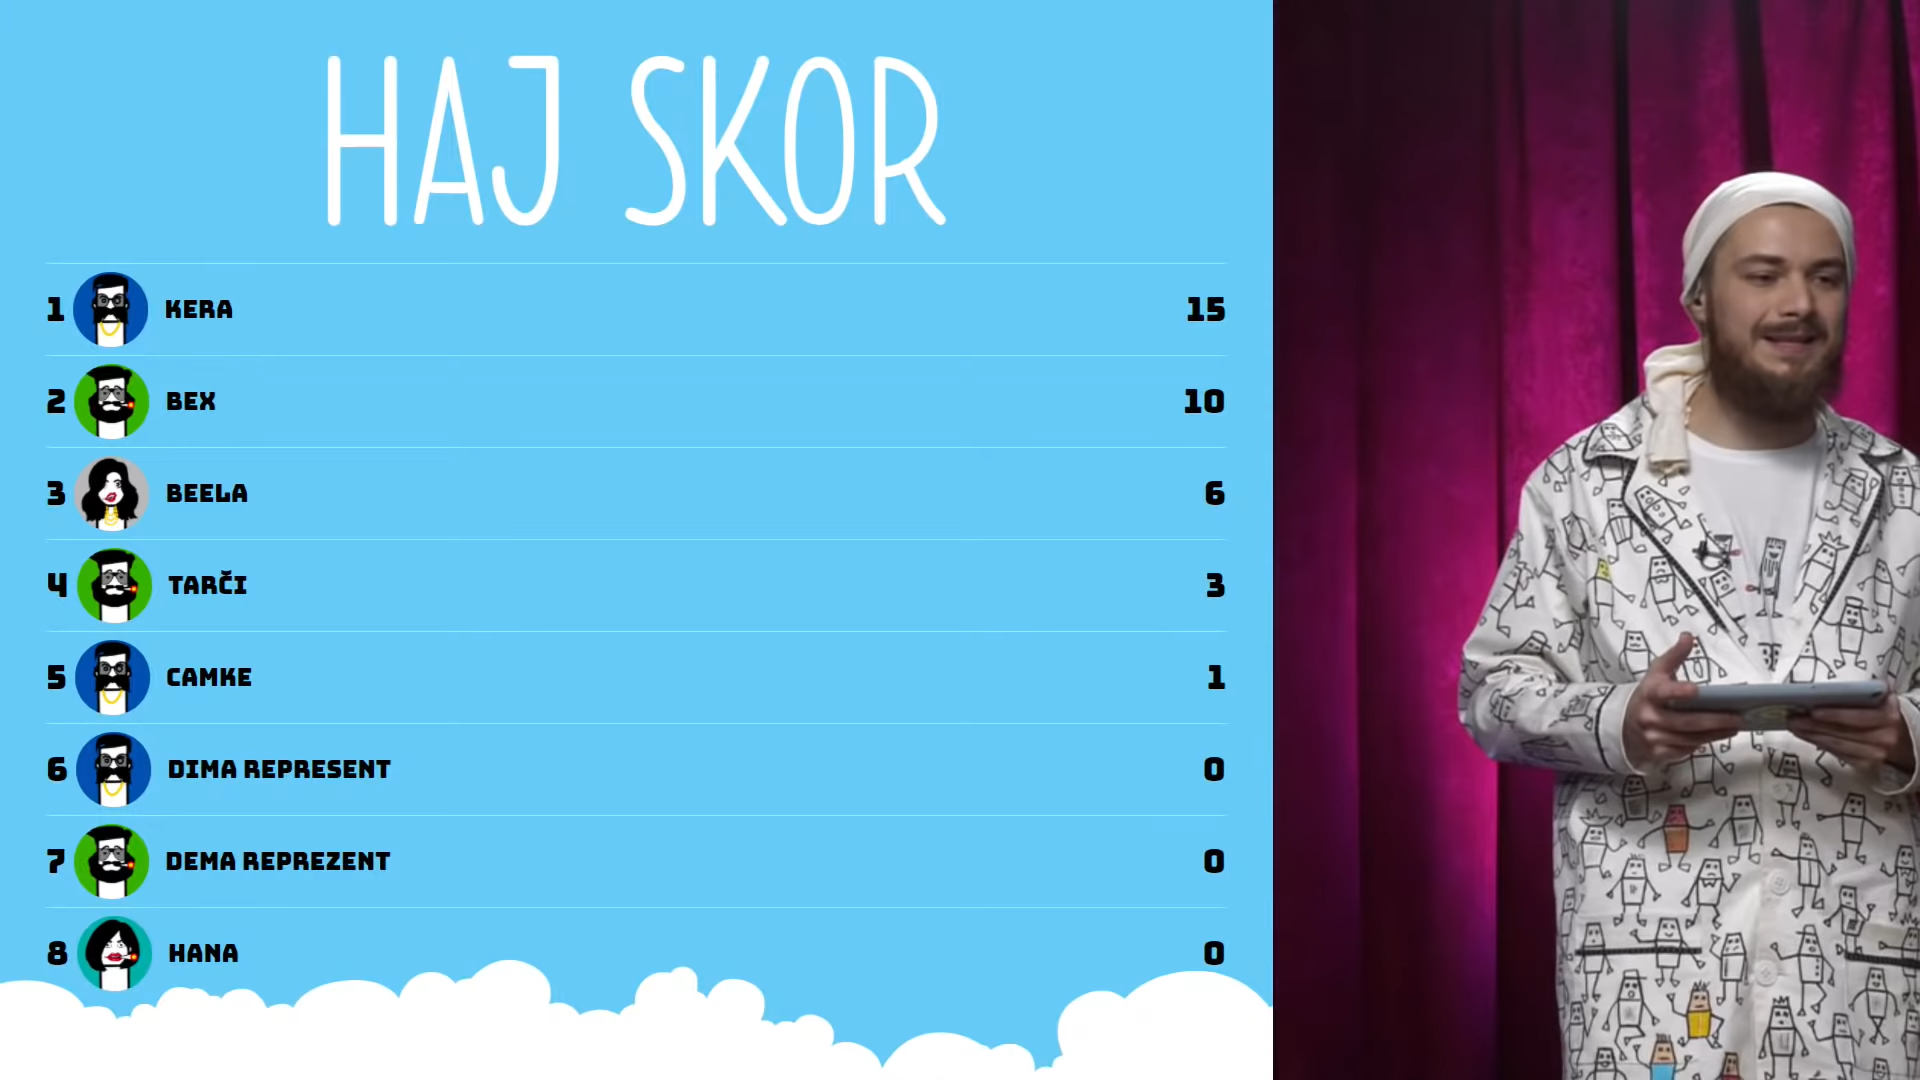 HAJ SKOR
1 KERA 15
2 BEX 10
3 BEELA 6
4 TARČI 3
5 CAMKE 1
6 DIMA REPRESENT 0
7 DEMA REPREZENT 0
8 HANA 0